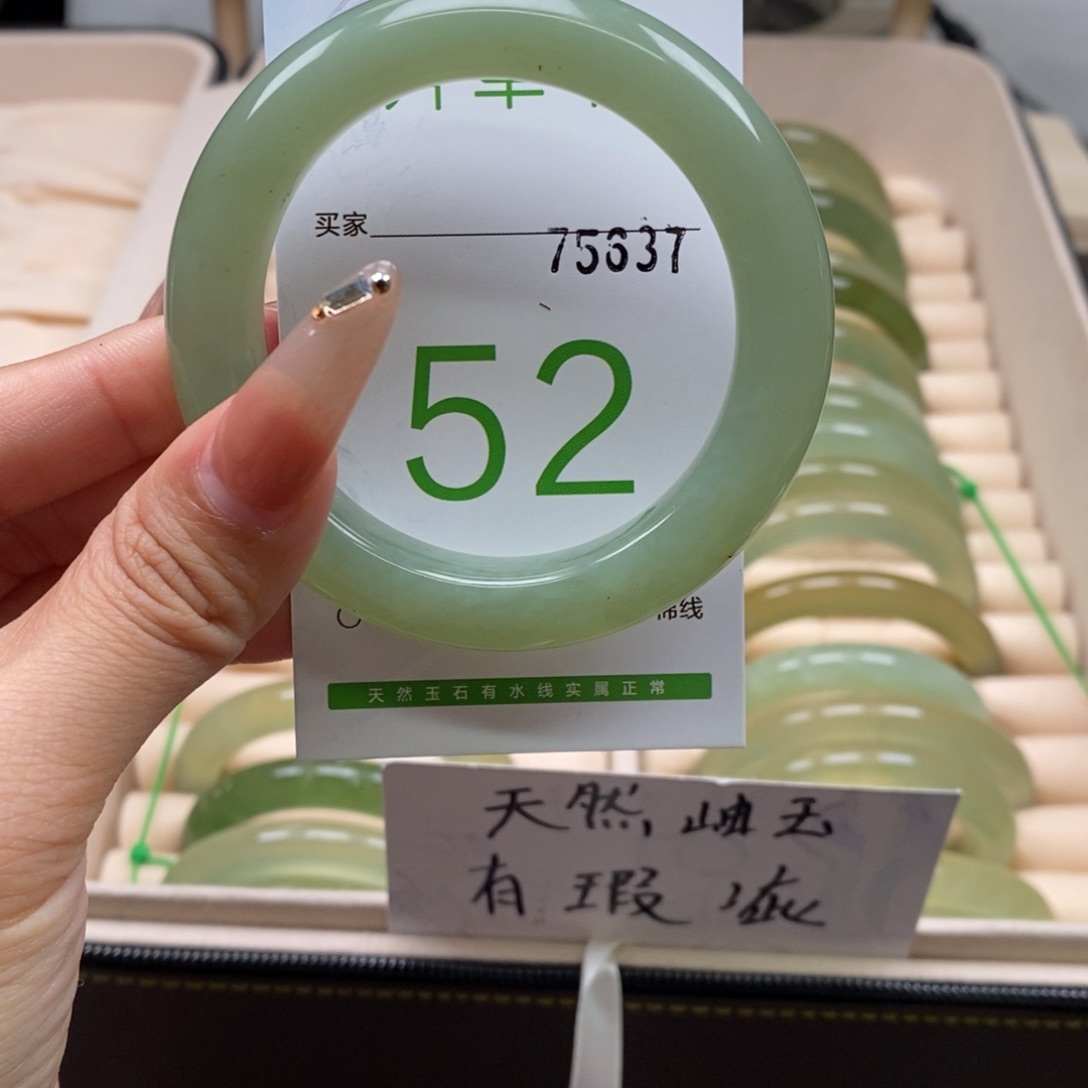 买家
75637
52
棉线
天然玉石有水线实属正常
天然岫玉
有瑕疵